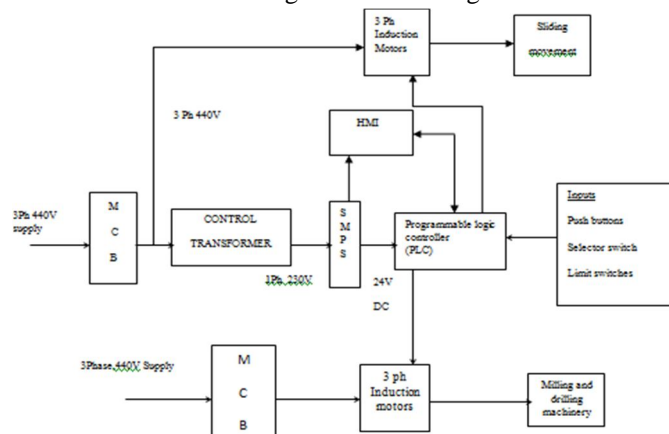 3 Ph
Induction
Motors
Sliding
movement
3 Ph 440V
HMI
3Ph 440V
supply
M
C
B
CONTROL
TRANSFORMER
S
M
P
S
Programmable logic
controller
(PLC)
Inputs
Push buttons
Selector switch
Limit switches
1Ph 230V
24V
DC
3Phase,440V Supply
M
C
B
3 ph
Induction
motors
Milling and
drilling
machinery